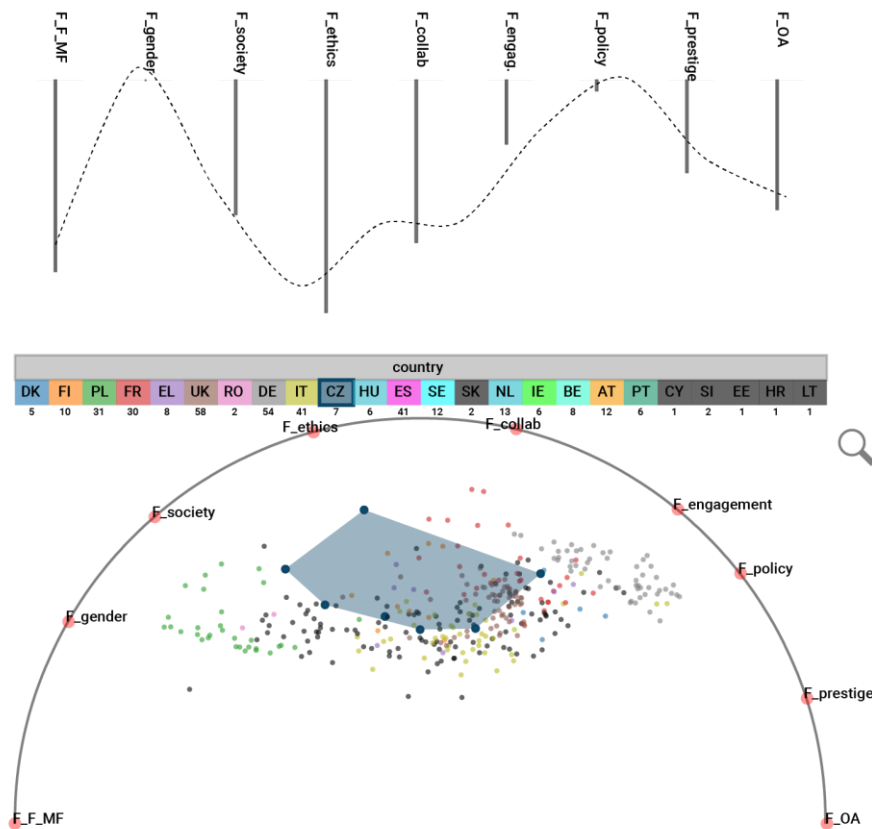 F_F_MF
F_gender
F_society
F_ethics
F_collab
F_engag.
F_policy
F_prestige
F_OA
country
DK FI PL FR EL UK RO DE IT CZ HU ES SE SK NL IE BE AT PT CY SI EE HR LT
5 10 31 30 8 58 2 54 41 7 6 41 12 2 13 6 8 12 6 1 2 1 1 1
F_ethics
F_collab
F_society
F_engagement
F_policy
F_gender
F_prestige
F_F_MF
F_OA